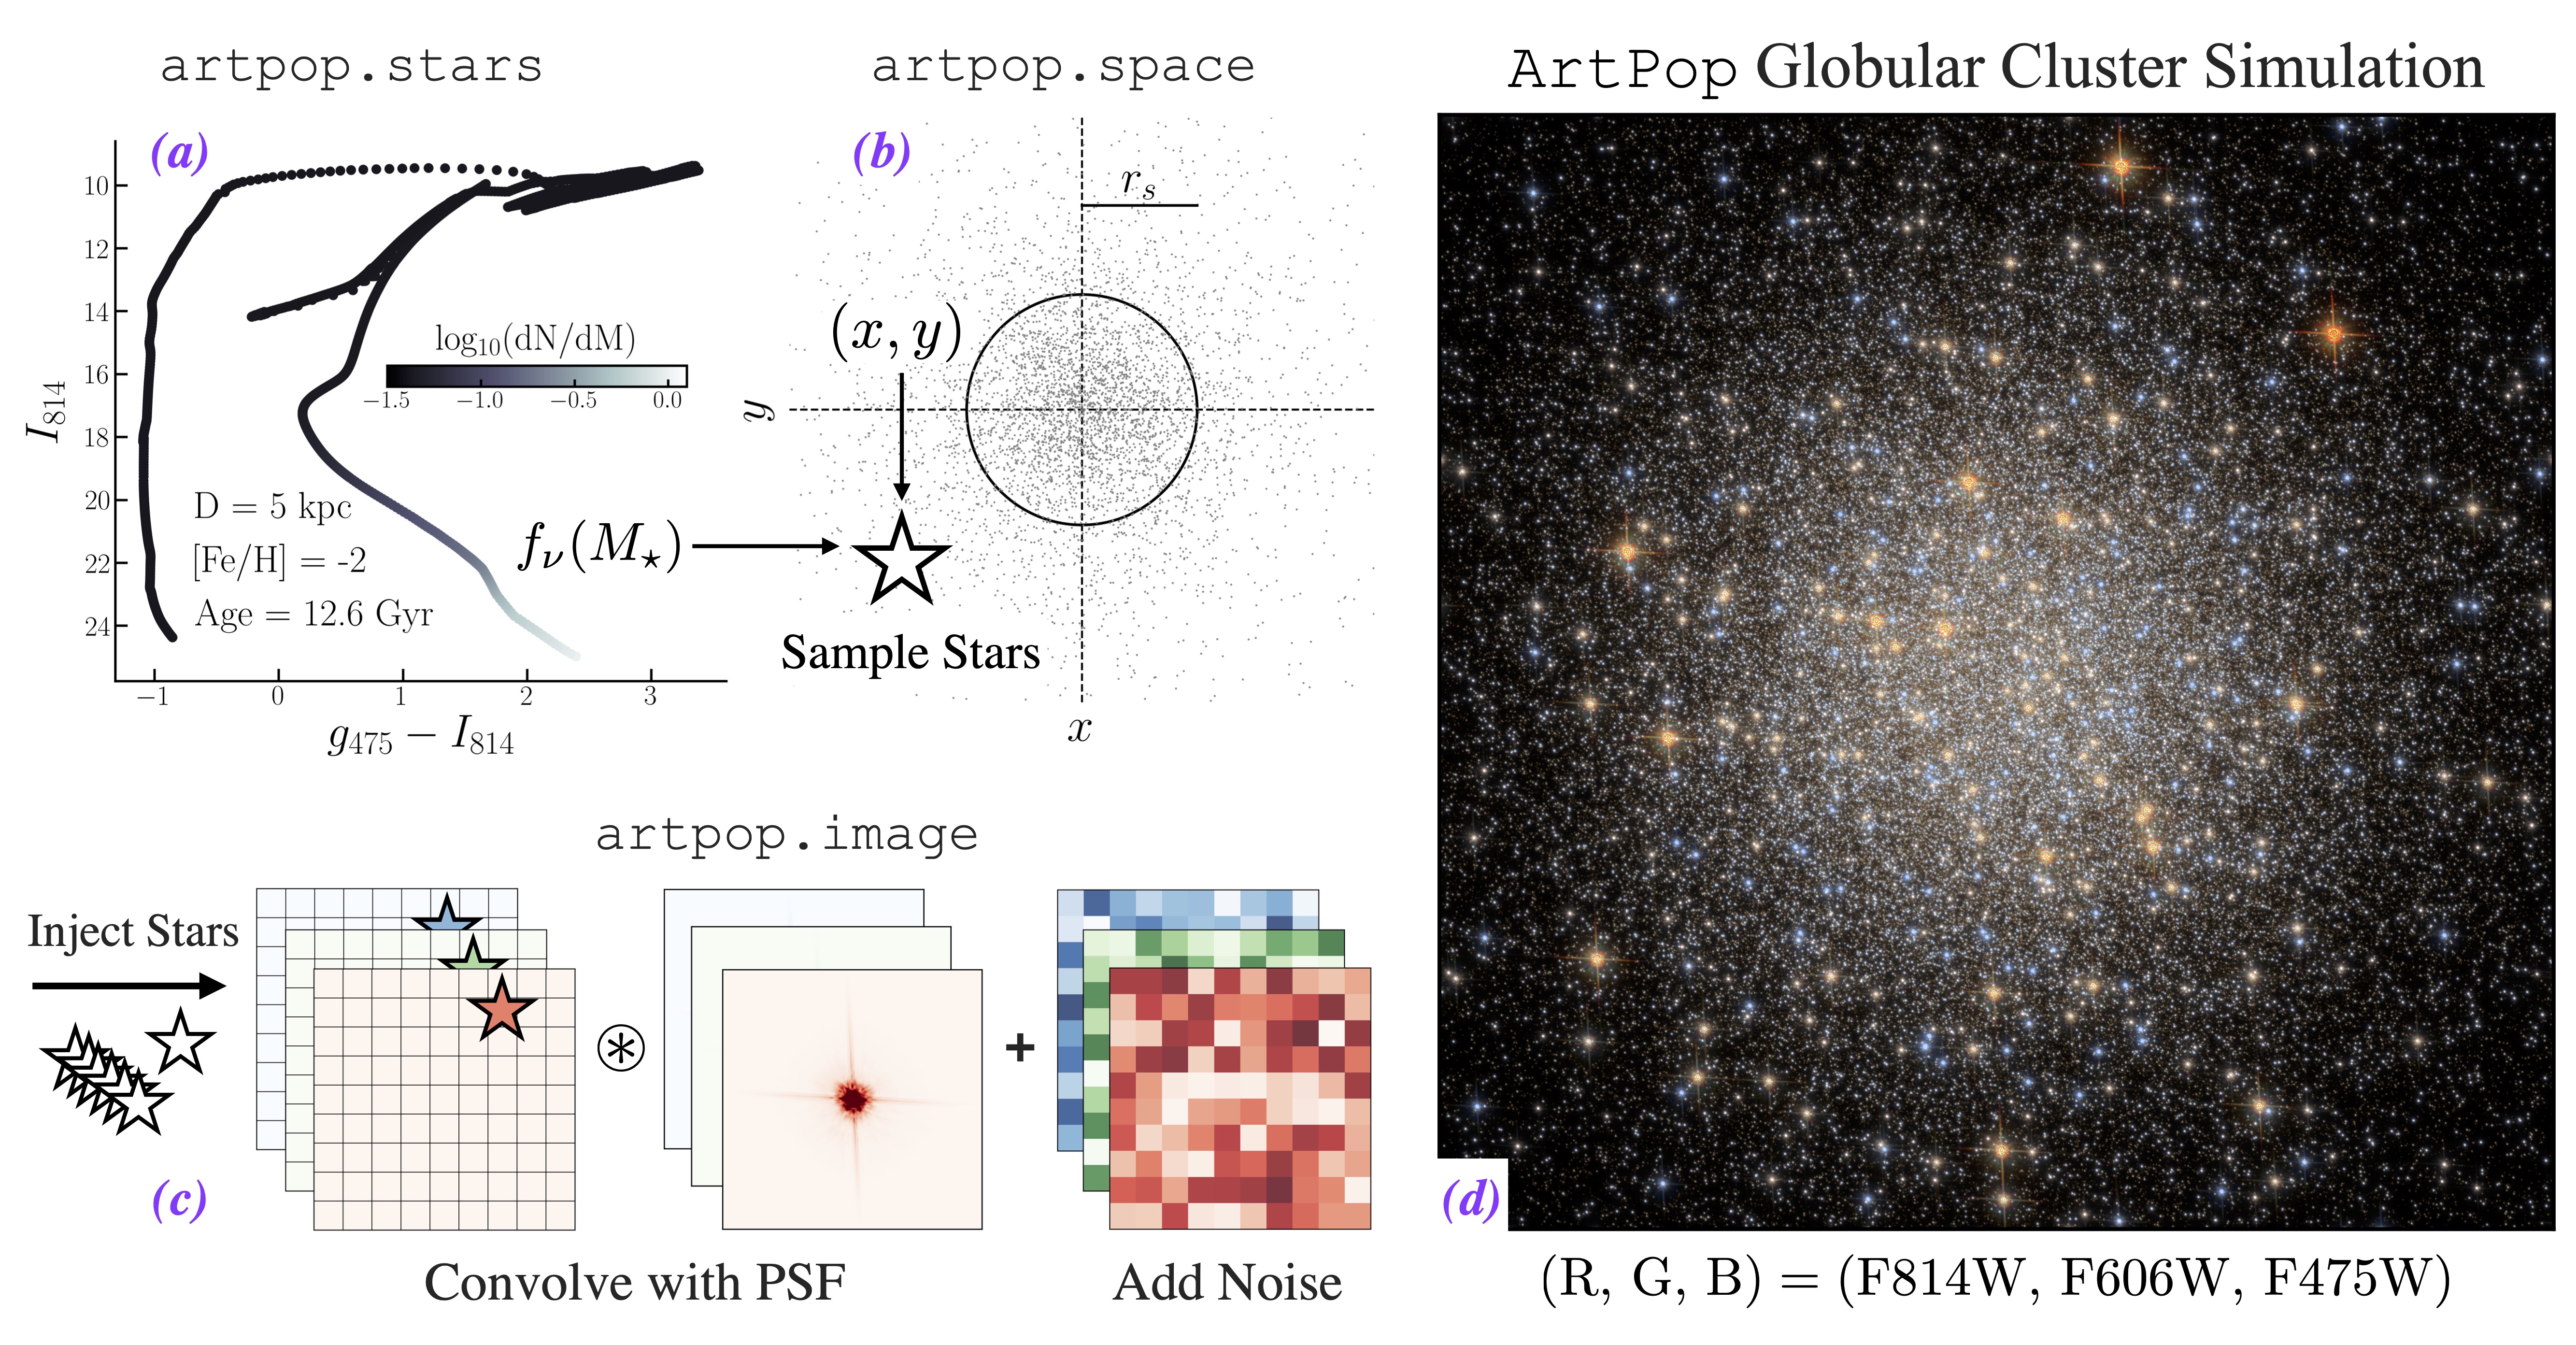 artpop.stars
(a)
10
12
14
16
18
20
22
24
I₈₁₄
log₁₀(dN/dM)
−1.5 −1.0 −0.5 0.0
D = 5 kpc
[Fe/H] = -2
Age = 12.6 Gyr
−1 0 1 2 3
g₄₇₅ − I₈₁₄
artpop.space
(b)
rₛ
(x, y)
y
fν(M⋆)
Sample Stars
x
artpop.image
Inject Stars
+
(c)
Convolve with PSF
Add Noise
ArtPop Globular Cluster Simulation
(d)
(R, G, B) = (F814W, F606W, F475W)